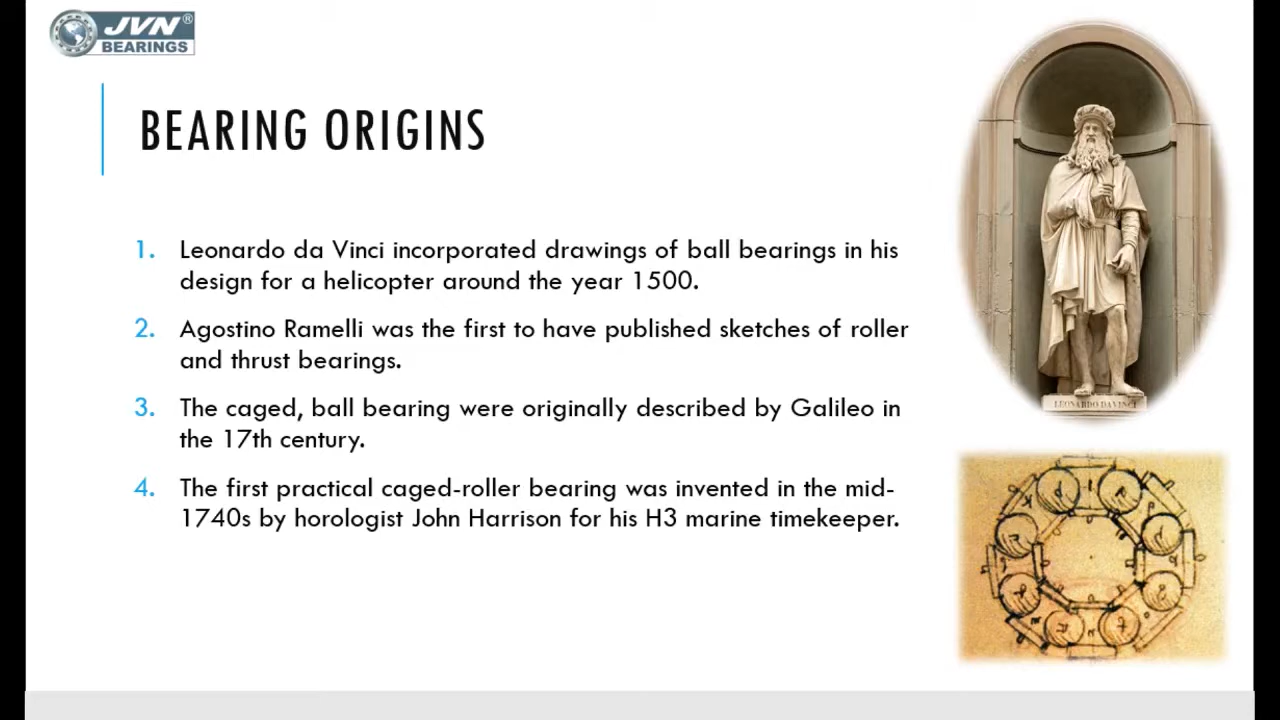 JVN®
BEARINGS
BEARING ORIGINS
1. Leonardo da Vinci incorporated drawings of ball bearings in his
design for a helicopter around the year 1500.
2. Agostino Ramelli was the first to have published sketches of roller
and thrust bearings.
3. The caged, ball bearing were originally described by Galileo in
the 17th century.
4. The first practical caged-roller bearing was invented in the mid-
1740s by horologist John Harrison for his H3 marine timekeeper.
LEONARDO DA VINCI